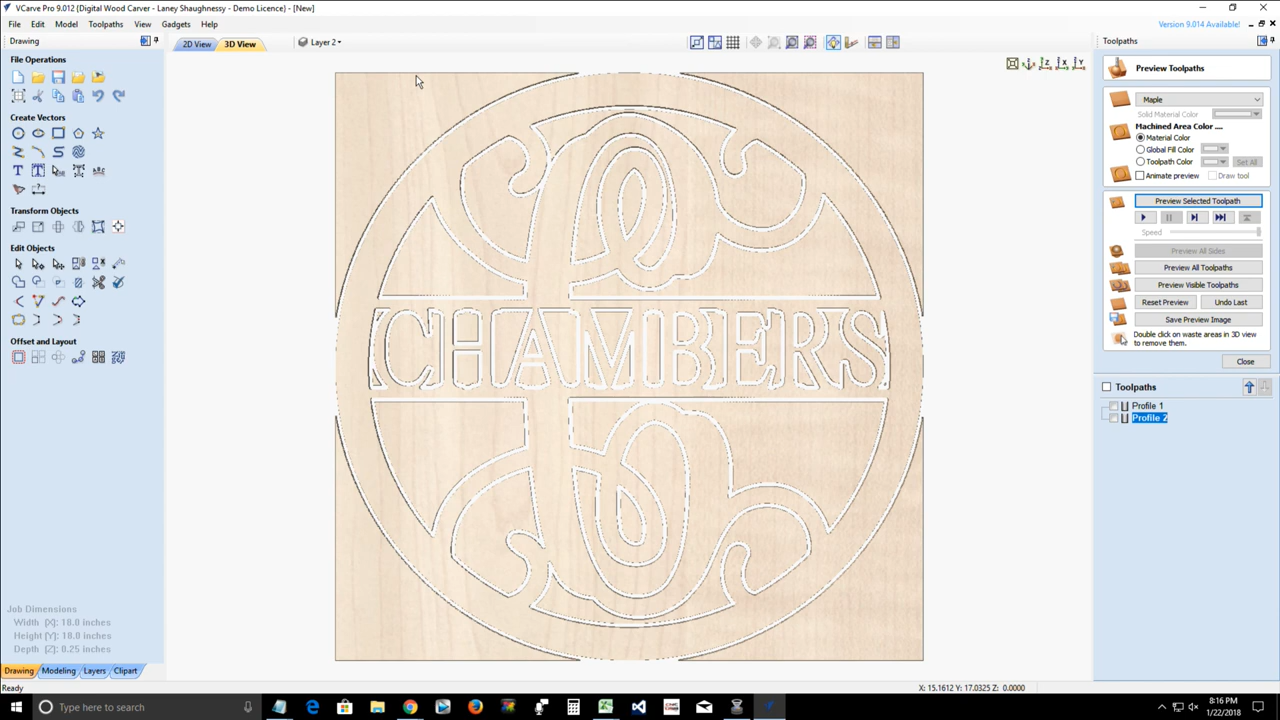 VCarve Pro 9.012 {Digital Wood Carver - Laney Shaughnessy - Demo Licence} - [New]
File Edit Model Toolpaths View Gadgets Help
Version 9.014 Available!
Drawing
2D View 3D View Layer 2
Toolpaths
File Operations
Create Vectors
Transform Objects
Edit Objects
Offset and Layout
Job Dimensions
Width (X): 18.0 inches
Height (Y): 18.0 inches
Depth (Z): 0.25 inches
Drawing Modeling Layers Clipart
Ready
C
CHAMBERS
Preview Toolpaths
Maple
Solid Material Color
Machined Area Color ....
Material Color
Global Fill Color
Toolpath Color Set All
Animate preview Draw tool
Preview Selected Toolpath
Speed
Preview All Sides
Preview All Toolpaths
Preview Visible Toolpaths
Reset Preview Undo Last
Save Preview Image
Double click on waste areas in 3D view
to remove them.
Close
Toolpaths
Profile 1
Profile 2
X: 15.1612 Y: 17.0325 Z: 0.0000
Type here to search
8:16 PM
1/22/2018